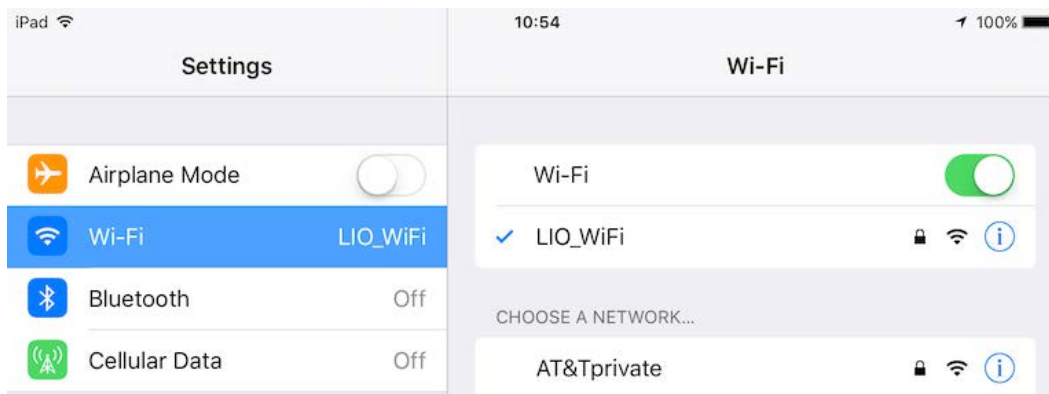 iPad 10:54 100%
Settings
Wi-Fi
Airplane Mode
Wi-Fi LIO_WiFi
Bluetooth Off
Cellular Data Off
Wi-Fi
LIO_WiFi
CHOOSE A NETWORK...
AT&Tprivate